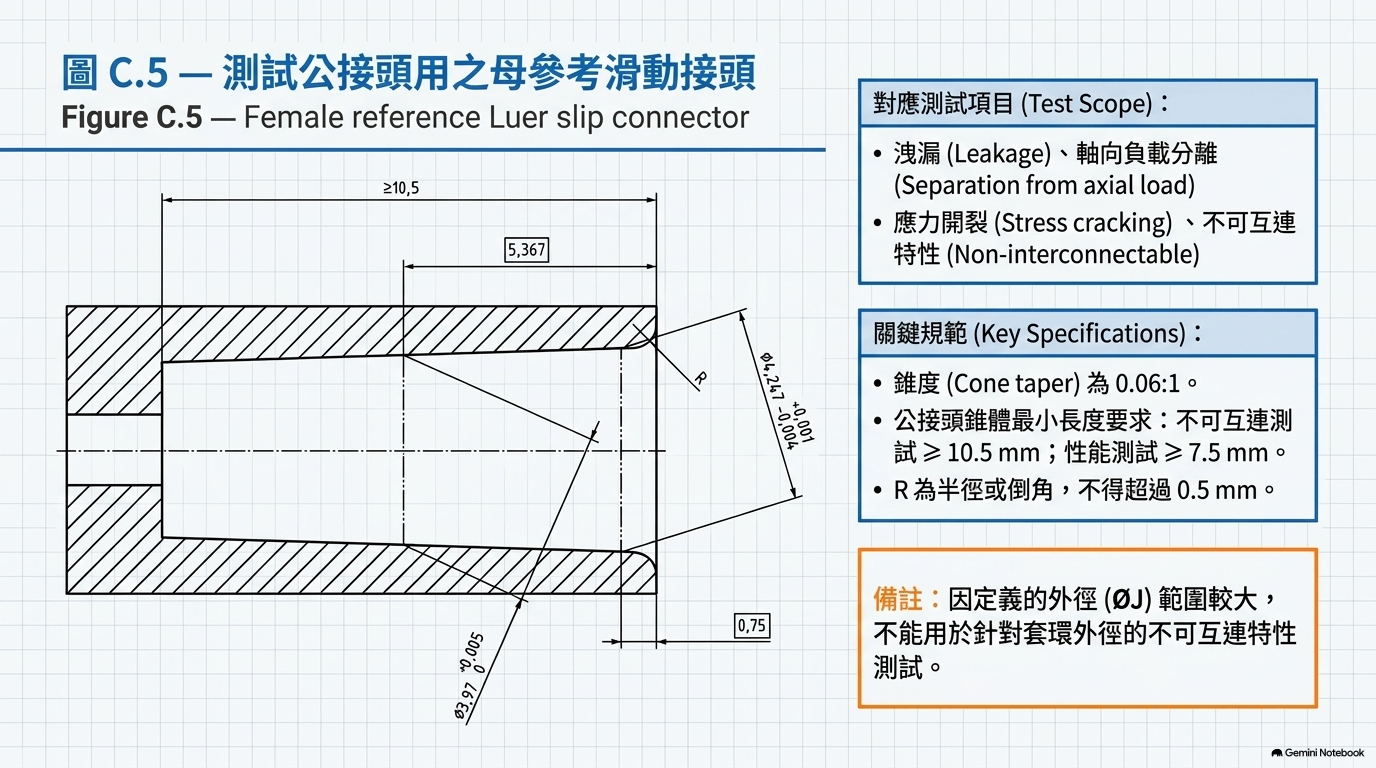 圖 C.5 — 測試公接頭用之母參考滑動接頭
Figure C.5 — Female reference Luer slip connector
≥10,5
5,367
R
ø4,247 +0,001 -0,004
0,75
ø3,97 +0,005 0
對應測試項目 (Test Scope)：
• 洩漏 (Leakage)、軸向負載分離
(Separation from axial load)
• 應力開裂 (Stress cracking) 、不可互連
特性 (Non-interconnectable)
關鍵規範 (Key Specifications)：
• 錐度 (Cone taper) 為 0.06:1。
• 公接頭錐體最小長度要求：不可互連測
試 ≥ 10.5 mm；性能測試 ≥ 7.5 mm。
• R 為半徑或倒角，不得超過 0.5 mm。
備註：因定義的外徑 (ØJ) 範圍較大，
不能用於針對套環外徑的不可互連特性
測試。
Gemini Notebook